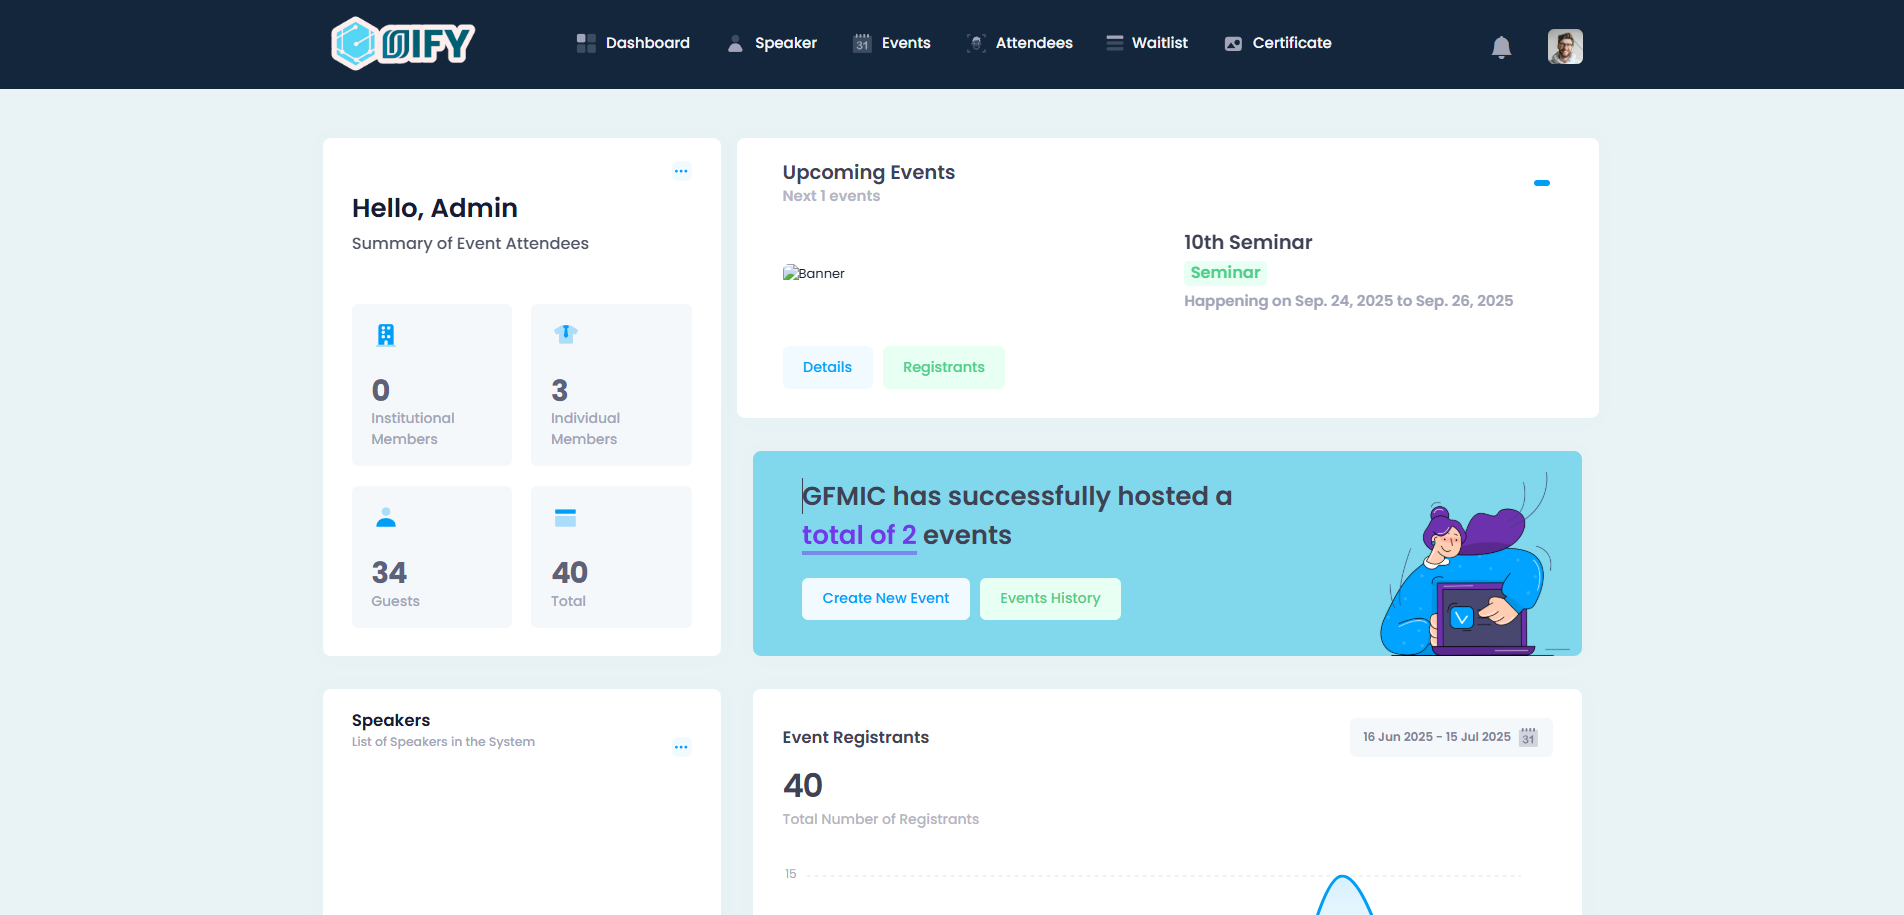 EDIFY
Dashboard
Speaker
31
Events
Attendees
Waitlist
Certificate
Hello, Admin
Summary of Event Attendees
0
Institutional
Members
3
Individual
Members
34
Guests
40
Total
Upcoming Events
Next 1 events
Banner
10th Seminar
Seminar
Happening on Sep. 24, 2025 to Sep. 26, 2025
Details
Registrants
GFMIC has successfully hosted a
total of 2 events
Create New Event
Events History
Speakers
List of Speakers in the System
Event Registrants
16 Jun 2025 - 15 Jul 2025
31
40
Total Number of Registrants
15